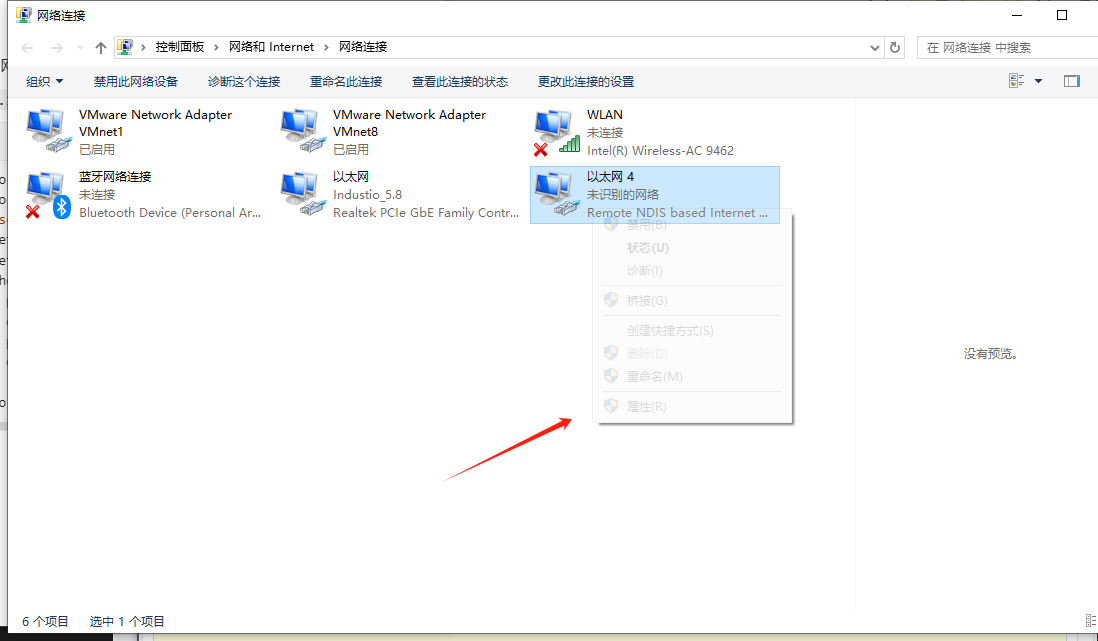 网络连接
控制面板 › 网络和 Internet › 网络连接
在 网络连接 中搜索
组织 禁用此网络设备 诊断这个连接 重命名此连接 查看此连接的状态 更改此连接的设置
VMware Network Adapter
VMnet1
已启用
VMware Network Adapter
VMnet8
已启用
WLAN
未连接
Intel(R) Wireless-AC 9462
蓝牙网络连接
未连接
Bluetooth Device (Personal Ar...
以太网
Industio_5.8
Realtek PCIe GbE Family Contr...
以太网 4
未识别的网络
Remote NDIS based Internet ...
禁用(B)
状态(U)
诊断(I)
桥接(G)
创建快捷方式(S)
删除(D)
重命名(M)
属性(R)
没有预览。
6 个项目 选中 1 个项目